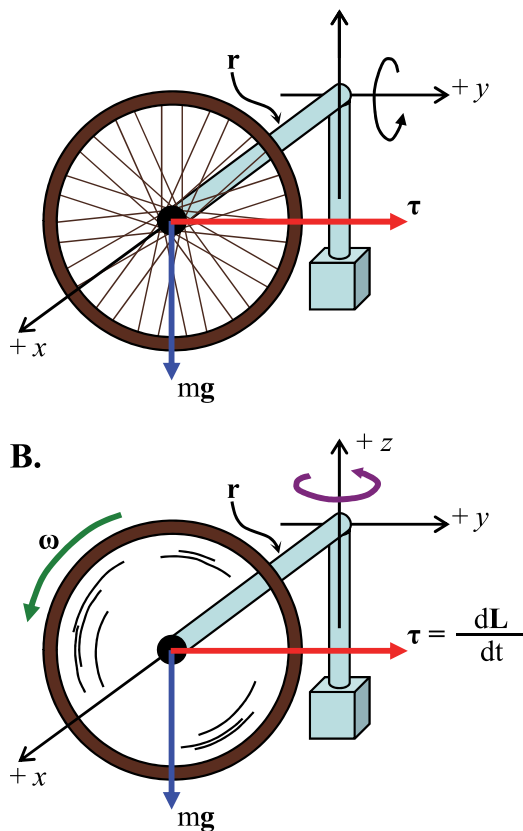 r
+ y
τ
+ x
mg
B.
+ z
r
ω
+ y
τ = dL
dt
+ x
mg